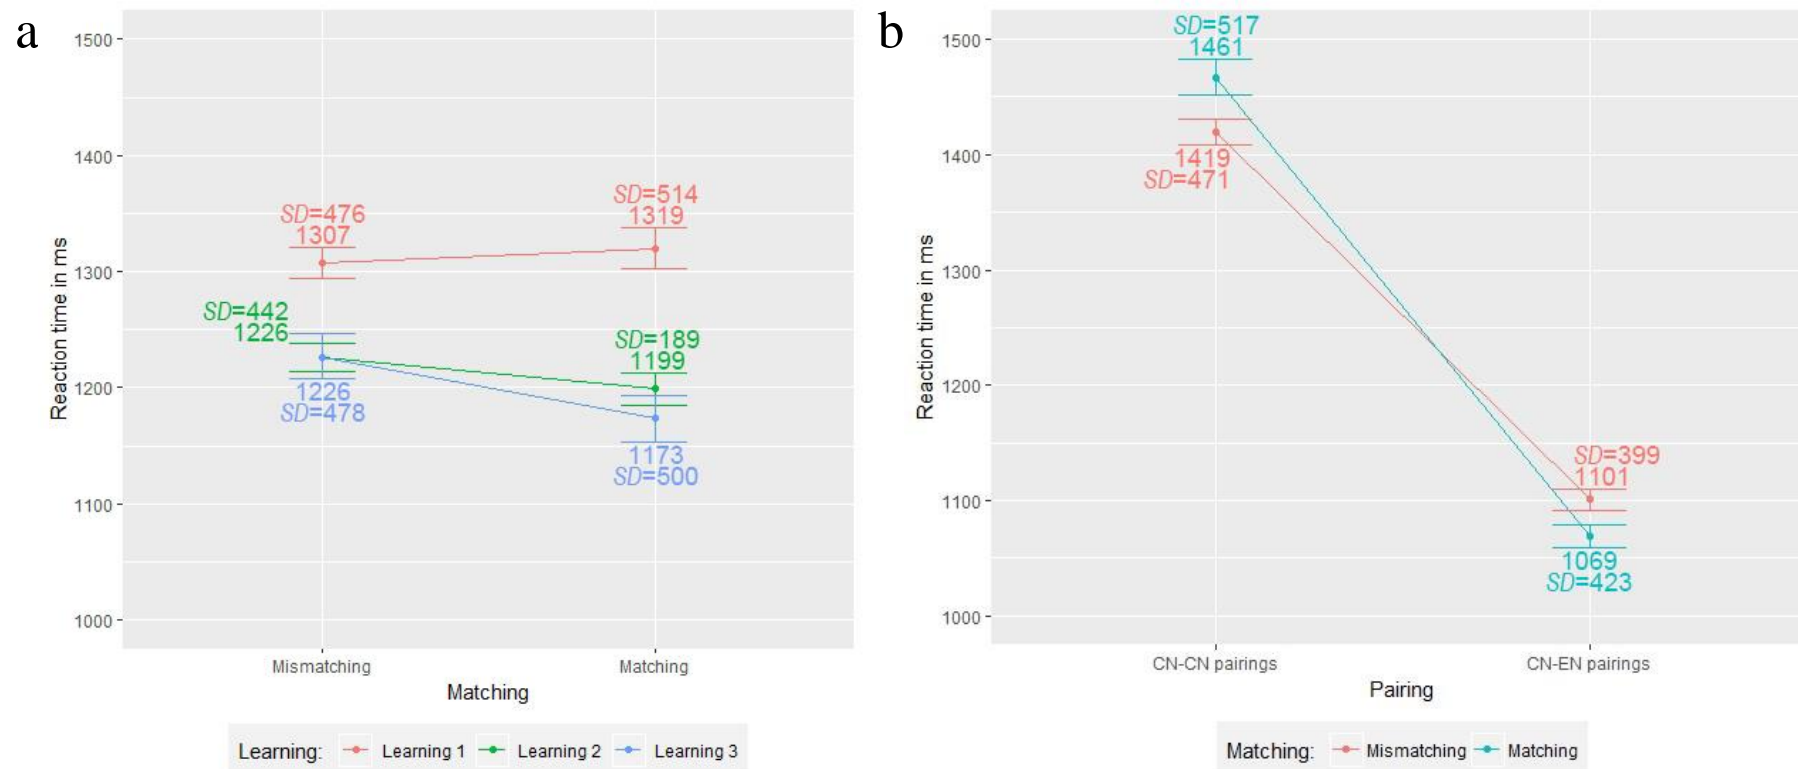 a
1500
1400
1300
1200
1100
1000
Reaction time in ms
SD=476
1307
SD=514
1319
SD=442
1226
SD=189
1199
1226
SD=478
1173
SD=500
Mismatching
Matching
Matching
Learning: Learning 1 Learning 2 Learning 3
b
1500
1400
1300
1200
1100
1000
Reaction time in ms
SD=517
1461
1419
SD=471
SD=399
1101
1069
SD=423
CN-CN pairings
CN-EN pairings
Pairing
Matching: Mismatching Matching